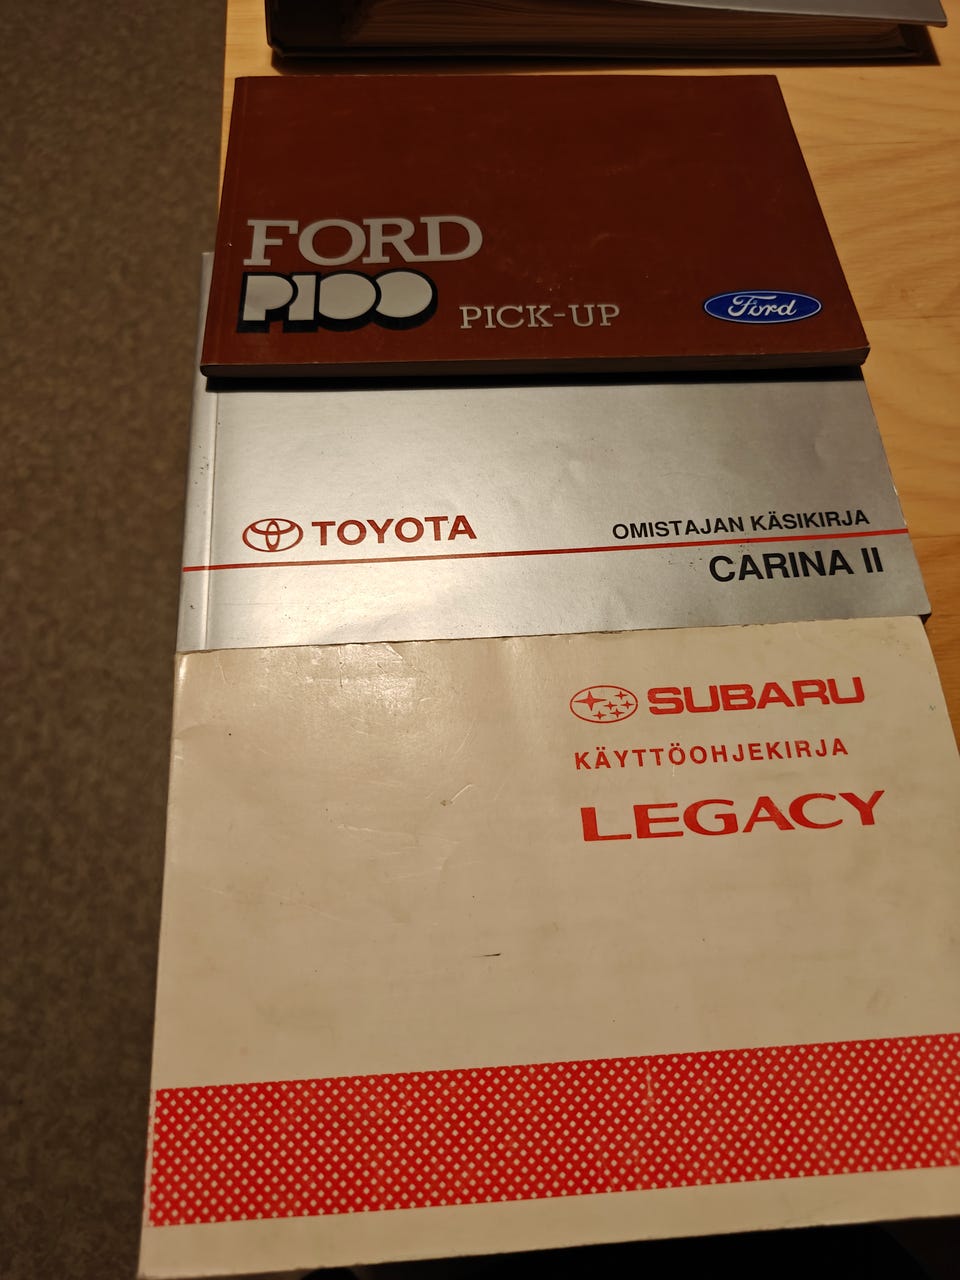 FORD
P100 PICK-UP
Ford
TOYOTA
OMISTAJAN KÄSIKIRJA
CARINA II
SUBARU
KÄYTTÖOHJEKIRJA
LEGACY